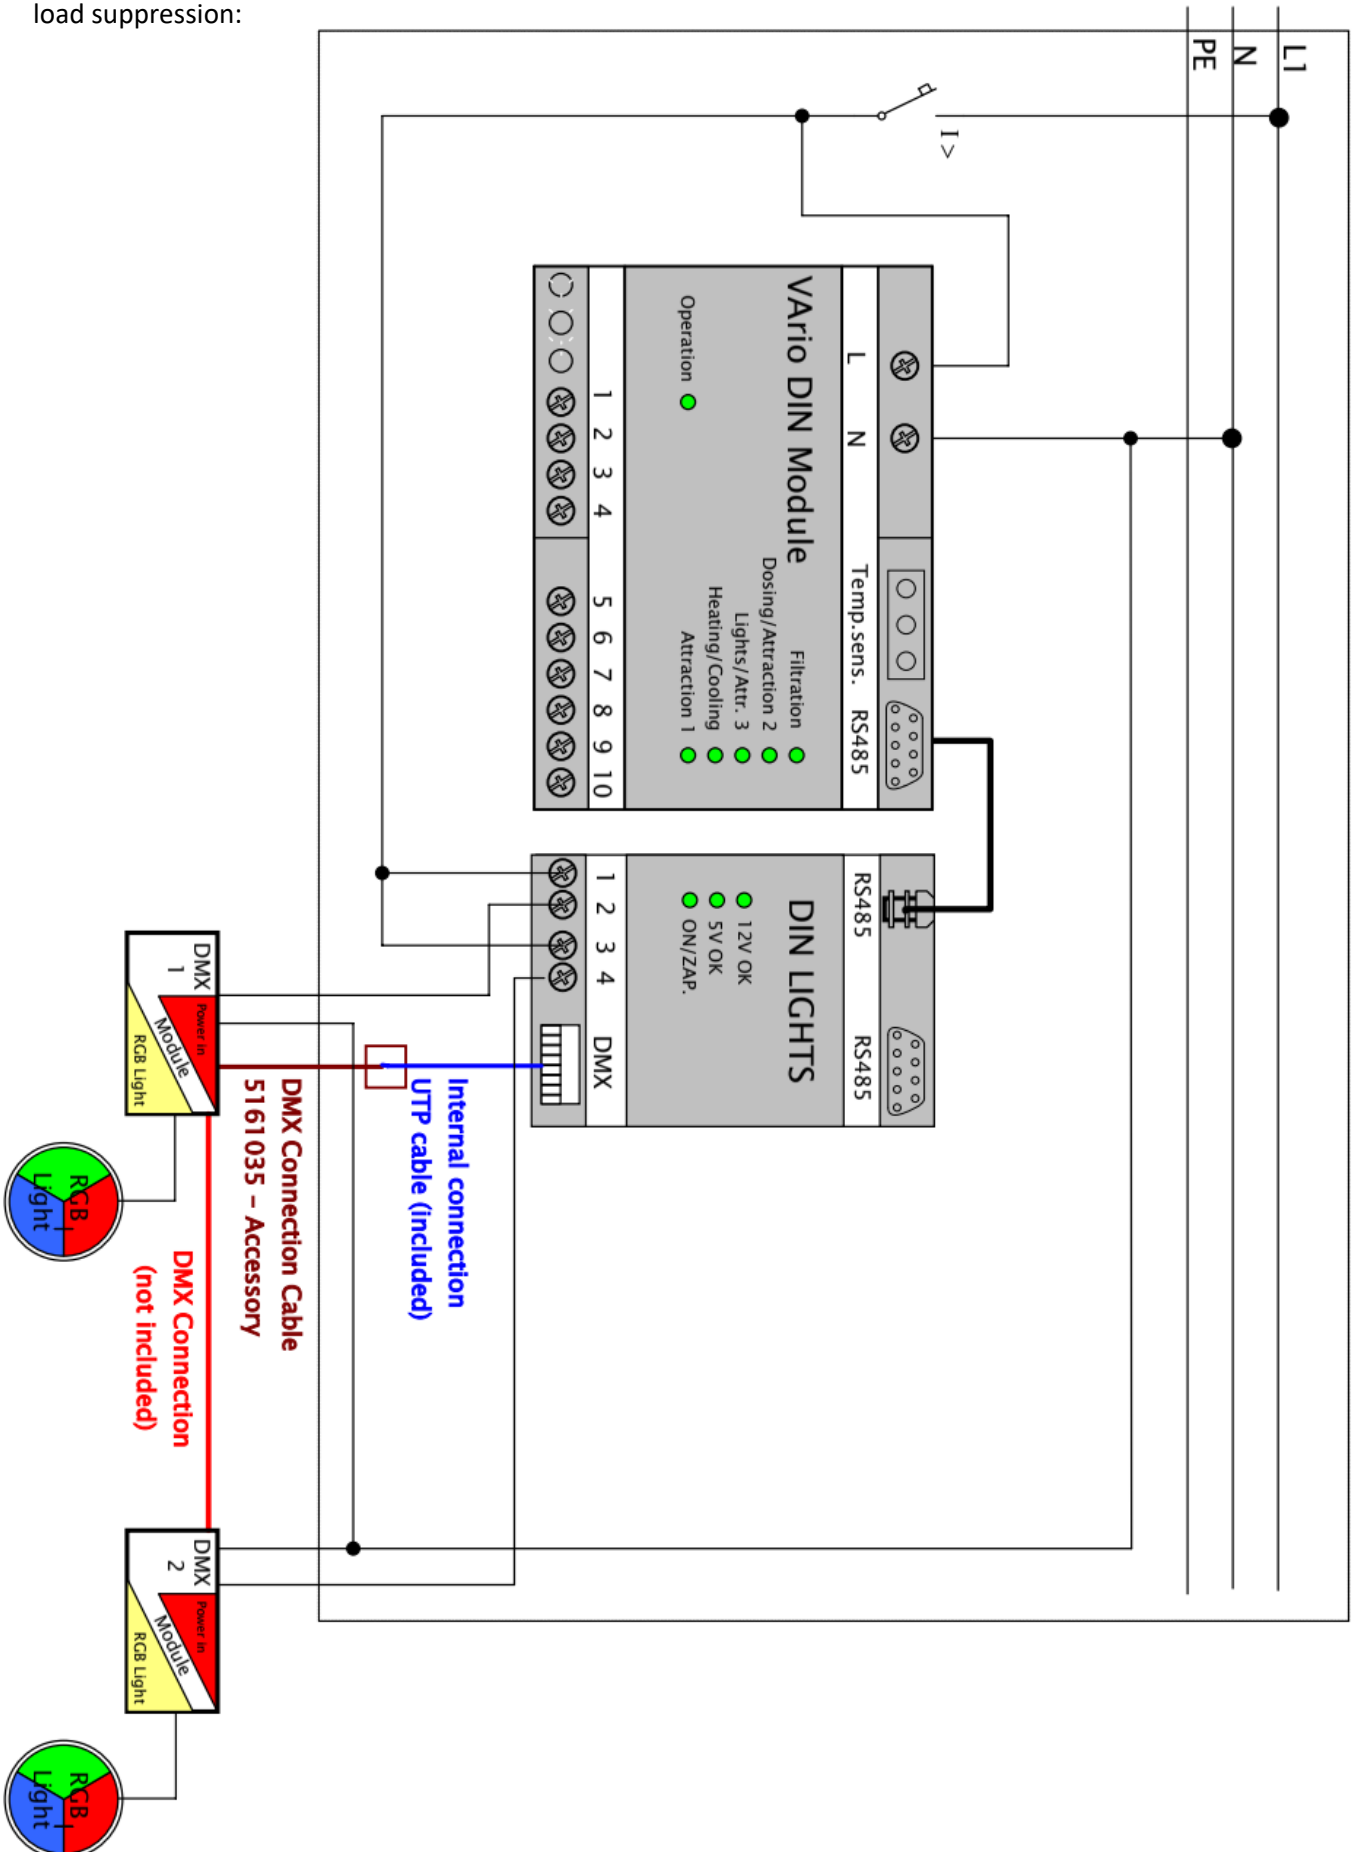 load suppression:
L1
N
PE
I >
VArio DIN Module
L
N
Temp.sens.
RS485
Operation
Filtration
Dosing/Attraction 2
Lights/Attr. 3
Heating/Cooling
Attraction 1
1
2
3
4
5
6
7
8
9
10
DIN LIGHTS
RS485
RS485
12V OK
5V OK
ON/ZAP.
1
2
3
4
DMX
Internal connection
UTP cable (included)
DMX Connection Cable
5161035 – Accessory
DMX Connection
(not included)
DMX
1
Power in
Module
RGB Light
RGB
Light
DMX
2
Power in
Module
RGB Light
RGB
Light